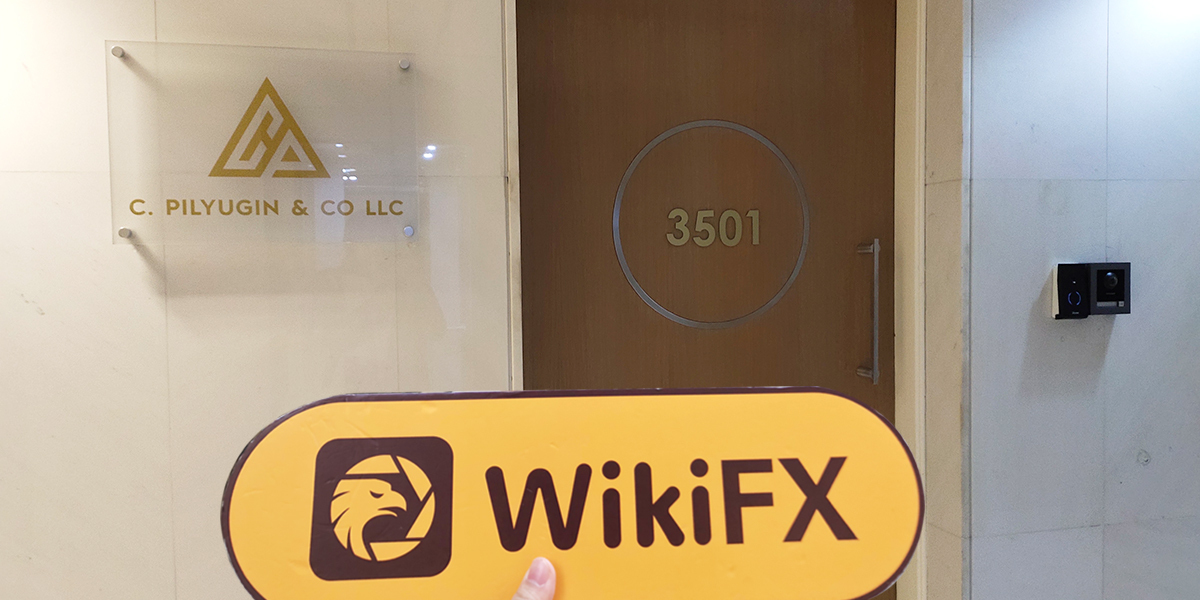 C. PILYUGIN & CO LLC
3501
WikiFX